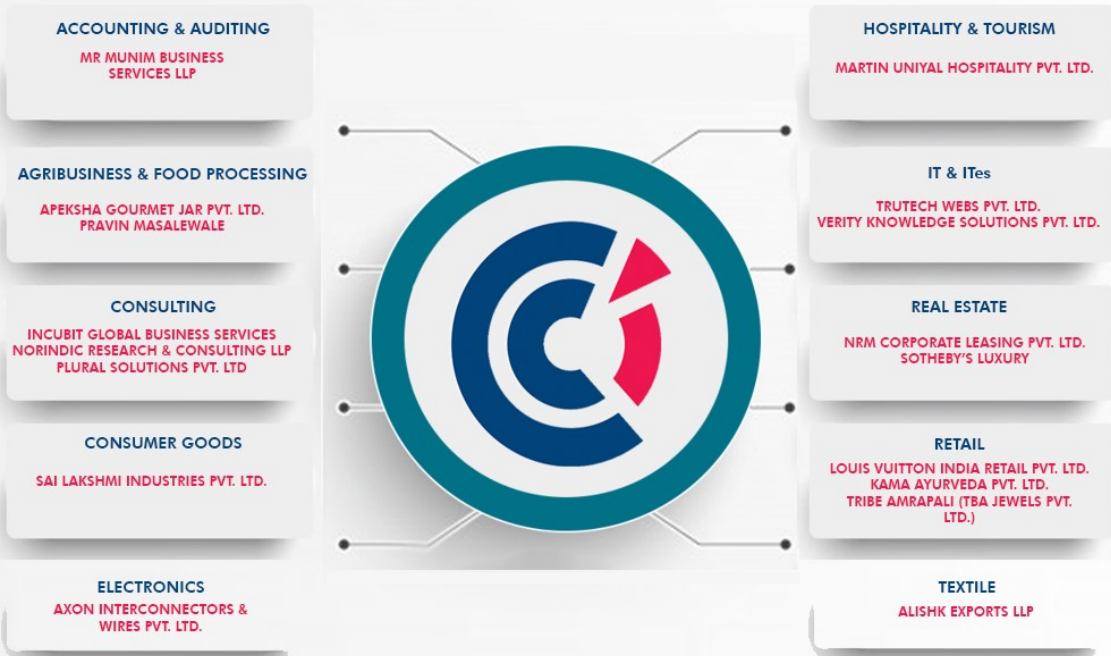 ACCOUNTING & AUDITING
MR MUNIM BUSINESS
SERVICES LLP
AGRIBUSINESS & FOOD PROCESSING
APEKSHA GOURMET JAR PVT. LTD.
PRAVIN MASALEWALE
CONSULTING
INCUBIT GLOBAL BUSINESS SERVICES
NORINDIC RESEARCH & CONSULTING LLP
PLURAL SOLUTIONS PVT. LTD
CONSUMER GOODS
SAI LAKSHMI INDUSTRIES PVT. LTD.
ELECTRONICS
AXON INTERCONNECTORS &
WIRES PVT. LTD.
HOSPITALITY & TOURISM
MARTIN UNIYAL HOSPITALITY PVT. LTD.
IT & ITes
TRUTECH WEBS PVT. LTD.
VERITY KNOWLEDGE SOLUTIONS PVT. LTD.
REAL ESTATE
NRM CORPORATE LEASING PVT. LTD.
SOTHEBY'S LUXURY
RETAIL
LOUIS VUITTON INDIA RETAIL PVT. LTD.
KAMA AYURVEDA PVT. LTD.
TRIBE AMRAPALI (TBA JEWELS PVT.
LTD.)
TEXTILE
ALISHK EXPORTS LLP